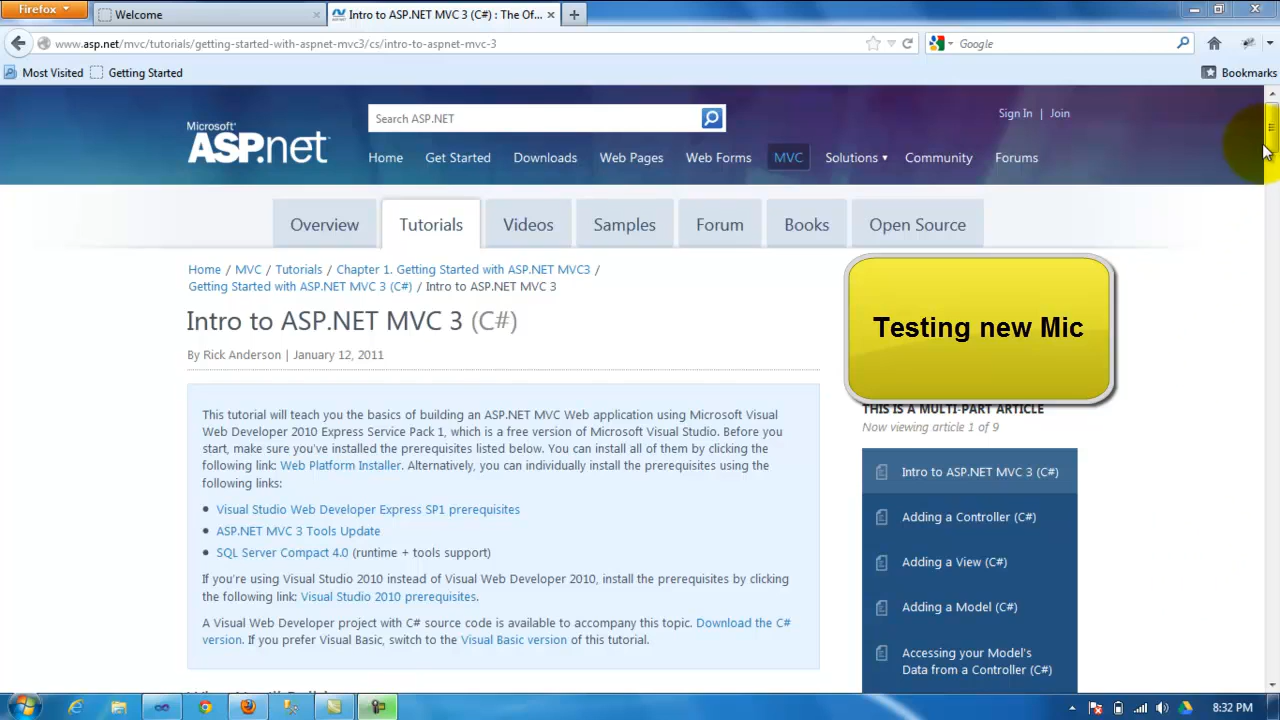 Firefox
Welcome
Intro to ASP.NET MVC 3 (C#) : The Of...
www.asp.net/mvc/tutorials/getting-started-with-aspnet-mvc3/cs/intro-to-aspnet-mvc-3
Google
Most Visited
Getting Started
Bookmarks
Microsoft
ASP.net
Search ASP.NET
Sign In | Join
Home
Get Started
Downloads
Web Pages
Web Forms
MVC
Solutions
Community
Forums
Overview
Tutorials
Videos
Samples
Forum
Books
Open Source
Home / MVC / Tutorials / Chapter 1. Getting Started with ASP.NET MVC3 /
Getting Started with ASP.NET MVC 3 (C#) / Intro to ASP.NET MVC 3
Intro to ASP.NET MVC 3 (C#)
By Rick Anderson | January 12, 2011
This tutorial will teach you the basics of building an ASP.NET MVC Web application using Microsoft Visual
Web Developer 2010 Express Service Pack 1, which is a free version of Microsoft Visual Studio. Before you
start, make sure you've installed the prerequisites listed below. You can install all of them by clicking the
following link: Web Platform Installer. Alternatively, you can individually install the prerequisites using the
following links:
Visual Studio Web Developer Express SP1 prerequisites
ASP.NET MVC 3 Tools Update
SQL Server Compact 4.0 (runtime + tools support)
If you're using Visual Studio 2010 instead of Visual Web Developer 2010, install the prerequisites by clicking
the following link: Visual Studio 2010 prerequisites.
A Visual Web Developer project with C# source code is available to accompany this topic. Download the C#
version. If you prefer Visual Basic, switch to the Visual Basic version of this tutorial.
Testing new Mic
THIS IS A MULTI-PART ARTICLE
Now viewing article 1 of 9
Intro to ASP.NET MVC 3 (C#)
Adding a Controller (C#)
Adding a View (C#)
Adding a Model (C#)
Accessing your Model's
Data from a Controller (C#)
8:32 PM